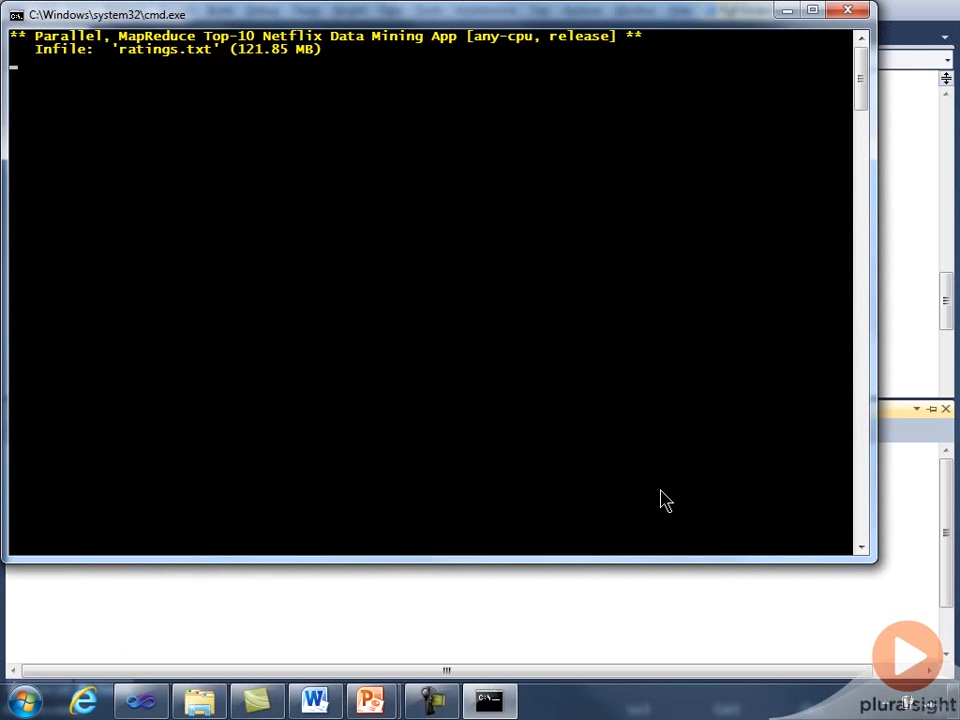 C:\Windows\system32\cmd.exe
** Parallel, MapReduce Top-10 Netflix Data Mining App [any-cpu, release] **
Infile: 'ratings.txt' (121.85 MB)
pluralsight